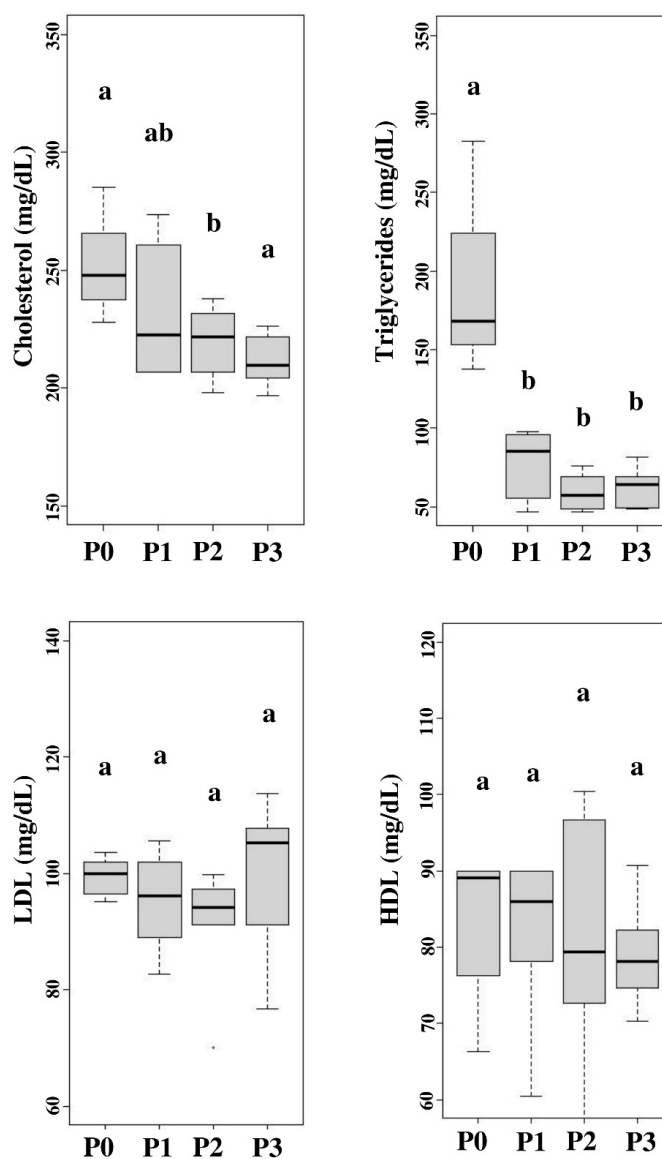 Cholesterol (mg/dL)
350
300
250
200
150
a
ab
b
a
P0 P1 P2 P3
Triglycerides (mg/dL)
350
300
250
200
150
100
50
a
b
b
b
P0 P1 P2 P3
LDL (mg/dL)
140
120
100
80
60
a
a
a
a
P0 P1 P2 P3
HDL (mg/dL)
120
110
100
90
80
70
60
a
a
a
a
P0 P1 P2 P3